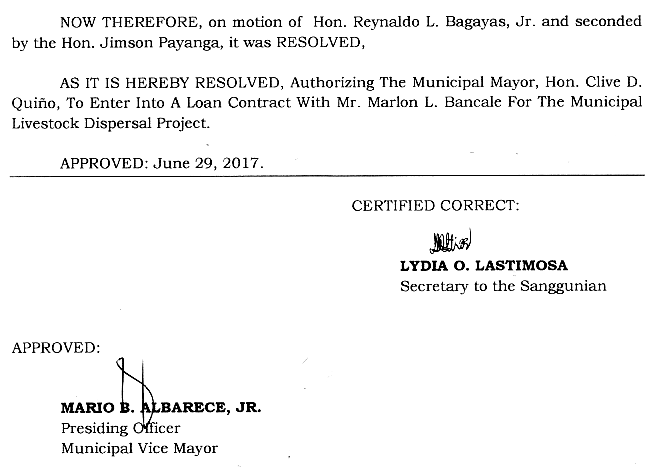 NOW THEREFORE, on motion of Hon. Reynaldo L. Bagayas, Jr. and seconded
by the Hon. Jimson Payanga, it was RESOLVED,
AS IT IS HEREBY RESOLVED, Authorizing The Municipal Mayor, Hon. Clive D.
Quiño, To Enter Into A Loan Contract With Mr. Marlon L. Bancale For The Municipal
Livestock Dispersal Project.
APPROVED: June 29, 2017.
CERTIFIED CORRECT:
LYDIA O. LASTIMOSA
Secretary to the Sanggunian
APPROVED:
MARIO B. ALBARECE, JR.
Presiding Officer
Municipal Vice Mayor